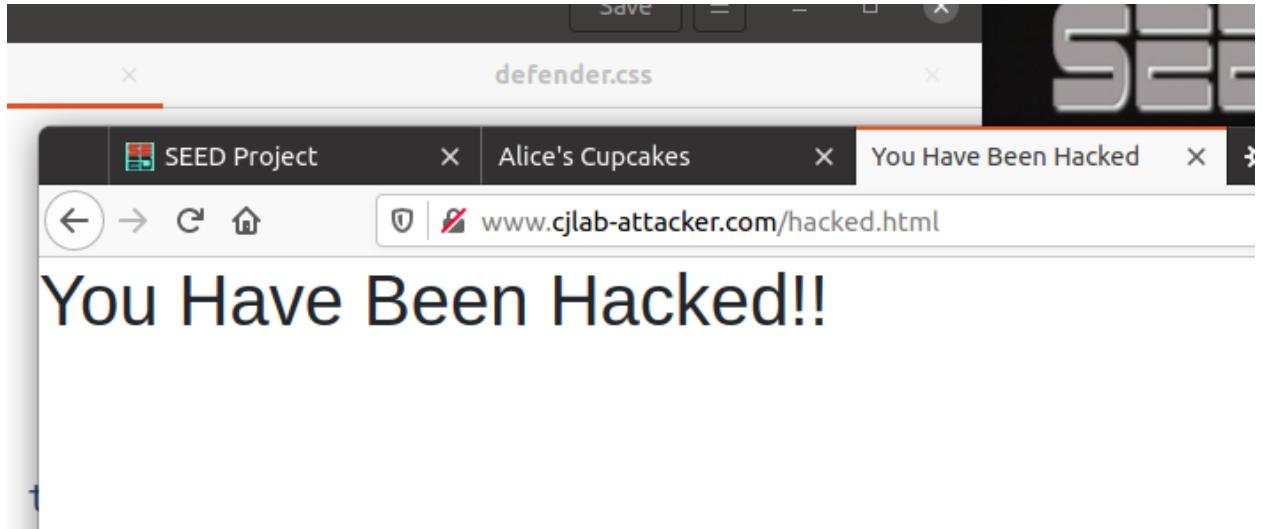 Save
defender.css
SEED Project
Alice's Cupcakes
You Have Been Hacked
www.cjlab-attacker.com/hacked.html
You Have Been Hacked!!
t